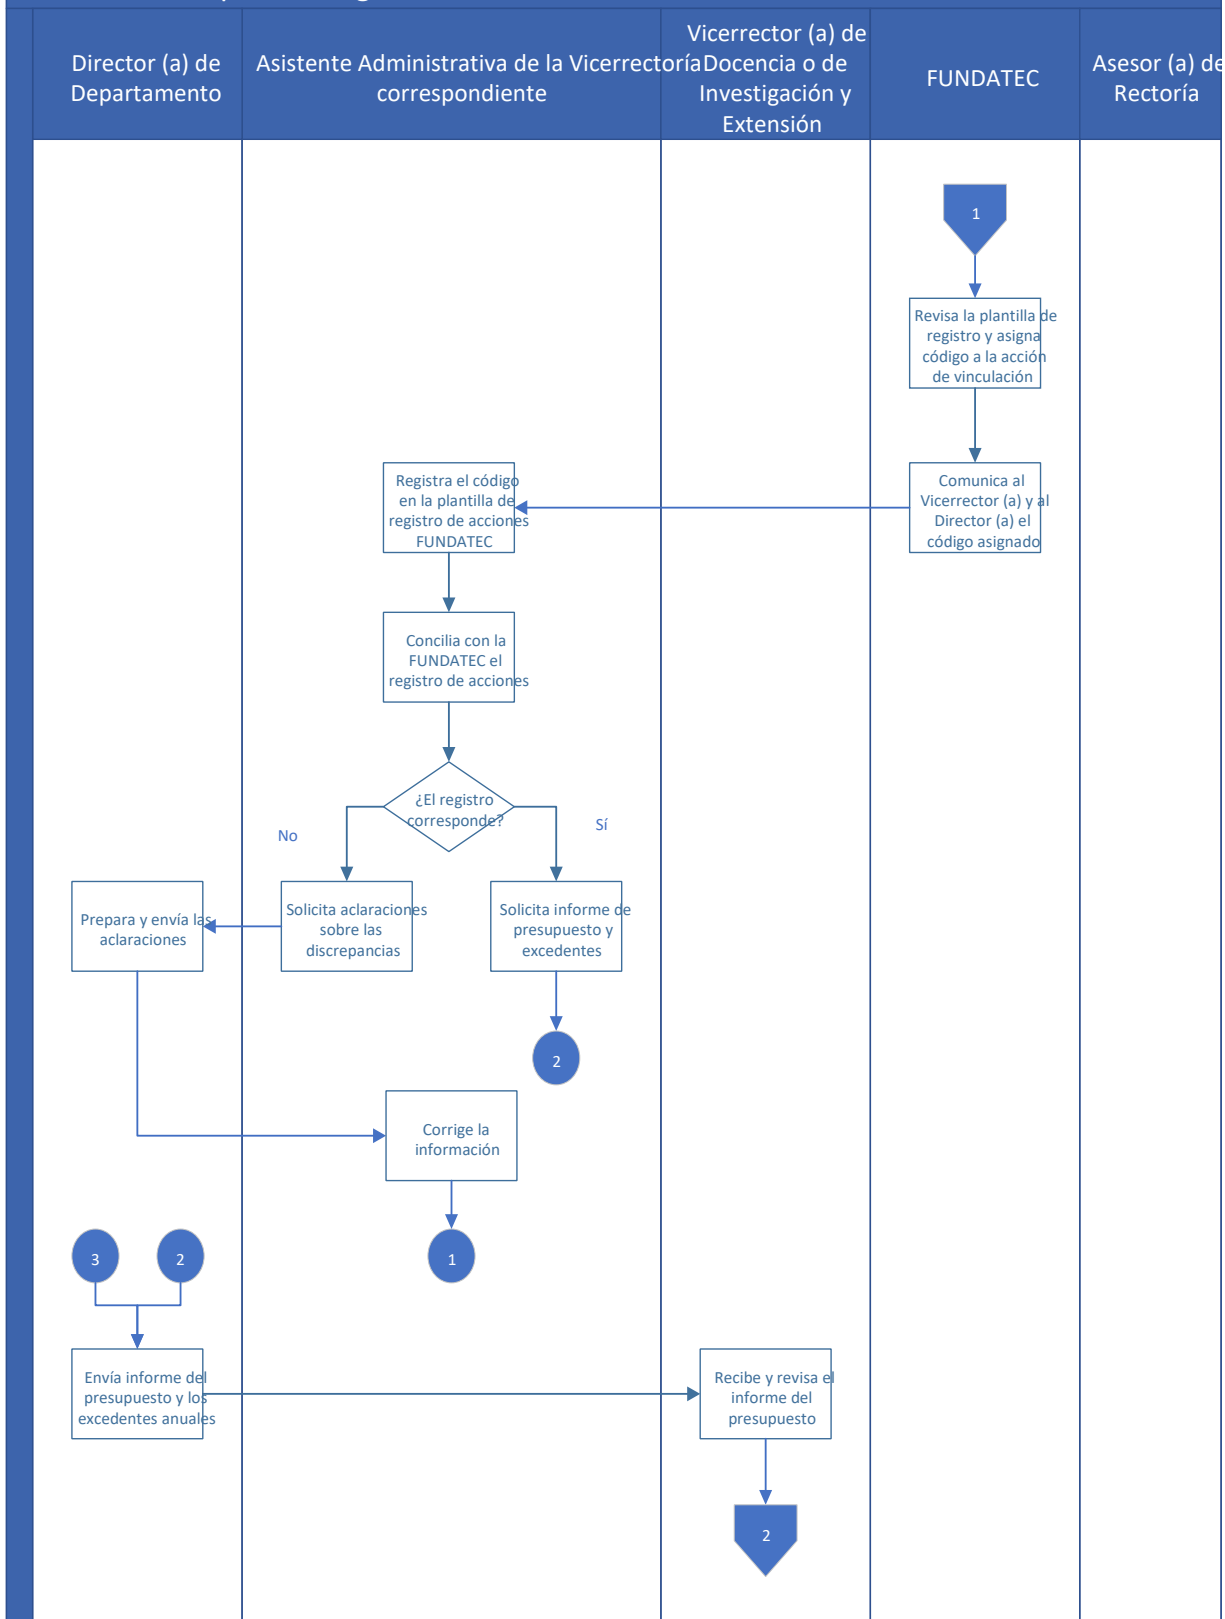 Director (a) de
Departamento
Asistente Administrativa de la Vicerrectoría
correspondiente
Vicerrector (a) de
Docencia o de
Investigación y
Extensión
FUNDATEC
Asesor (a) de
Rectoría
1
Revisa la plantilla de
registro y asigna
código a la acción
de vinculación
Registra el código
en la plantilla de
registro de acciones
FUNDATEC
Comunica al
Vicerrector (a) y al
Director (a) el
código asignado
Concilia con la
FUNDATEC el
registro de acciones
¿El registro
corresponde?
No
Sí
Prepara y envía las
aclaraciones
Solicita aclaraciones
sobre las
discrepancias
Solicita informe de
presupuesto y
excedentes
2
Corrige la
información
3
2
1
Envía informe del
presupuesto y los
excedentes anuales
Recibe y revisa el
informe del
presupuesto
2